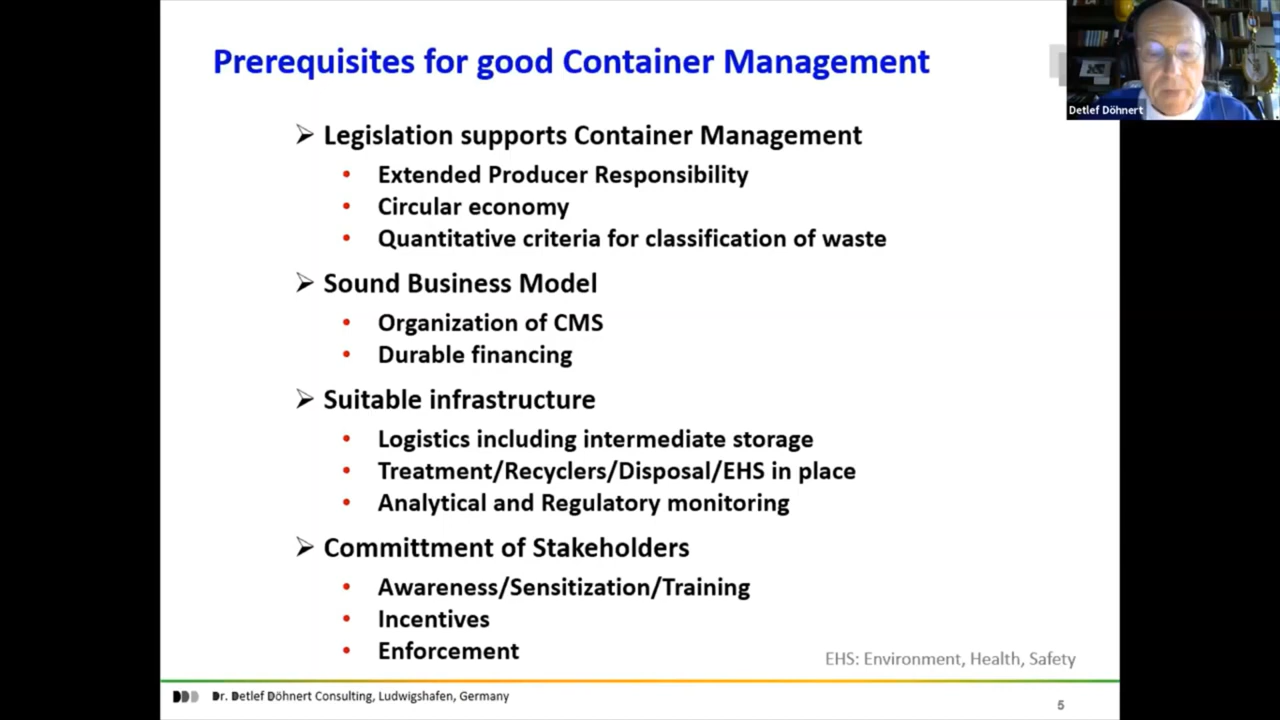 Prerequisites for good Container Management
Detlef Döhnert
➢ Legislation supports Container Management
• Extended Producer Responsibility
• Circular economy
• Quantitative criteria for classification of waste
➢ Sound Business Model
• Organization of CMS
• Durable financing
➢ Suitable infrastructure
• Logistics including intermediate storage
• Treatment/Recyclers/Disposal/EHS in place
• Analytical and Regulatory monitoring
➢ Committment of Stakeholders
• Awareness/Sensitization/Training
• Incentives
• Enforcement
EHS: Environment, Health, Safety
DDD Dr. Detlef Döhnert Consulting, Ludwigshafen, Germany
5